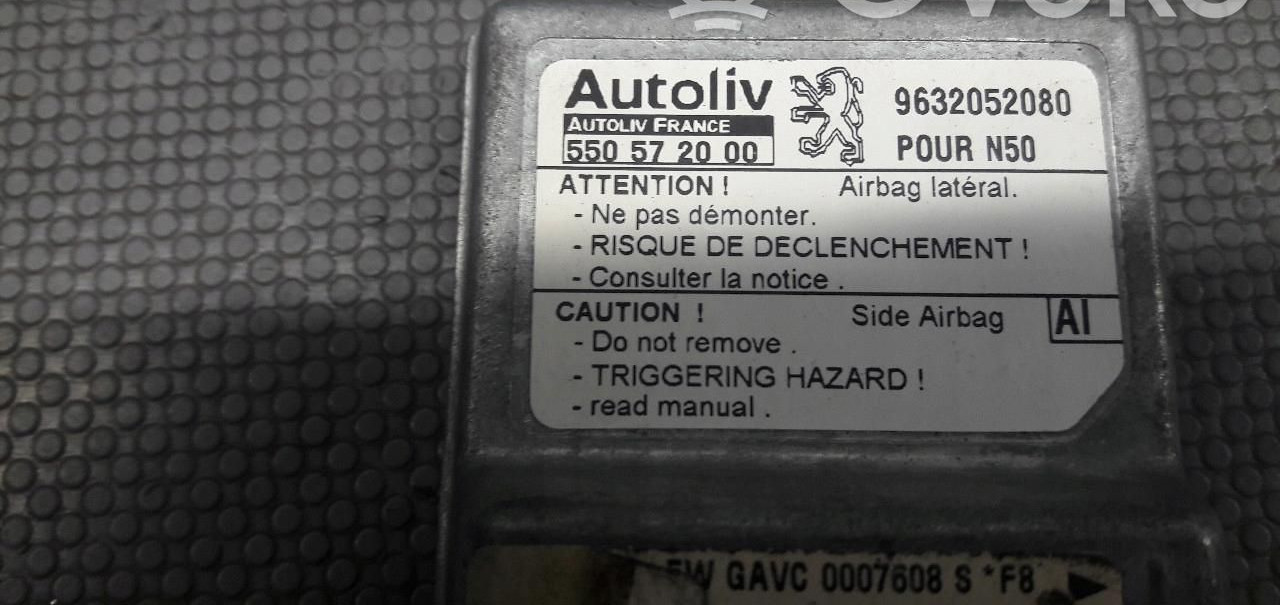 Autoliv
AUTOLIV FRANCE
550 57 20 00
9632052080
POUR N50
ATTENTION ! Airbag latéral.
- Ne pas démonter.
- RISQUE DE DECLENCHEMENT !
- Consulter la notice .
CAUTION ! Side Airbag AI
- Do not remove .
- TRIGGERING HAZARD !
- read manual .
GAVC 0007608 S *F8